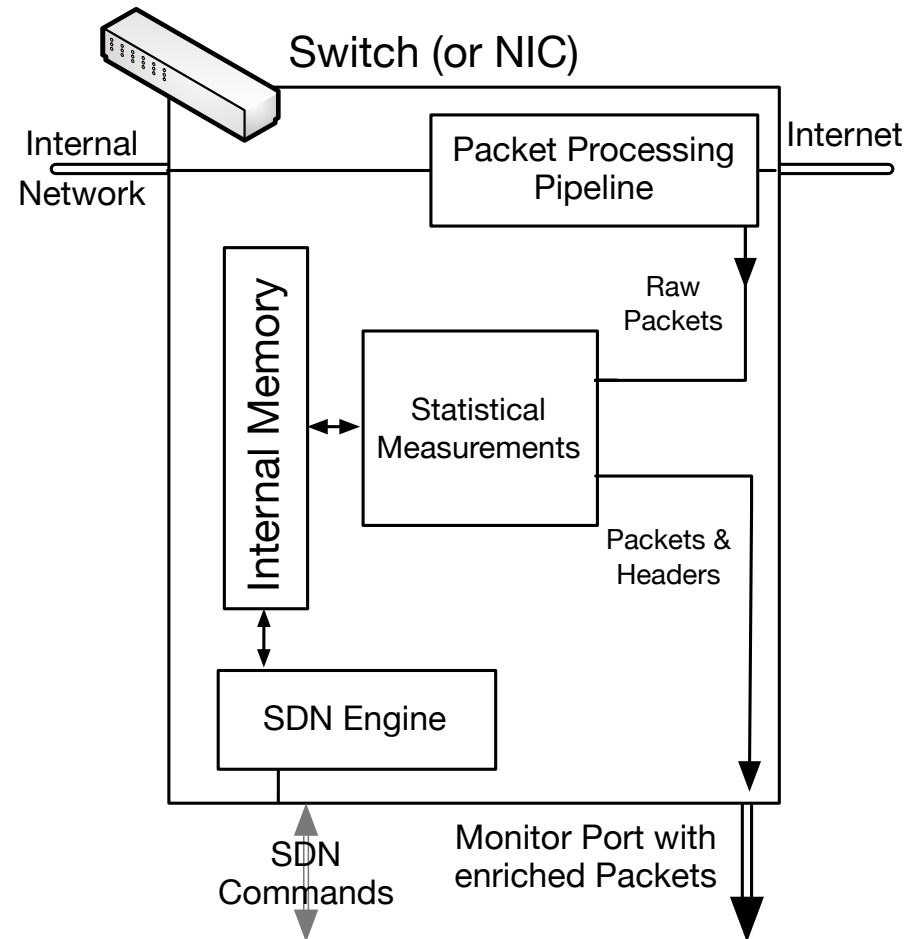 Switch (or NIC)
Internal
Network
Packet Processing
Pipeline
Internet
Raw
Packets
Internal Memory
Statistical
Measurements
Packets &
Headers
SDN Engine
SDN
Commands
Monitor Port with
enriched Packets